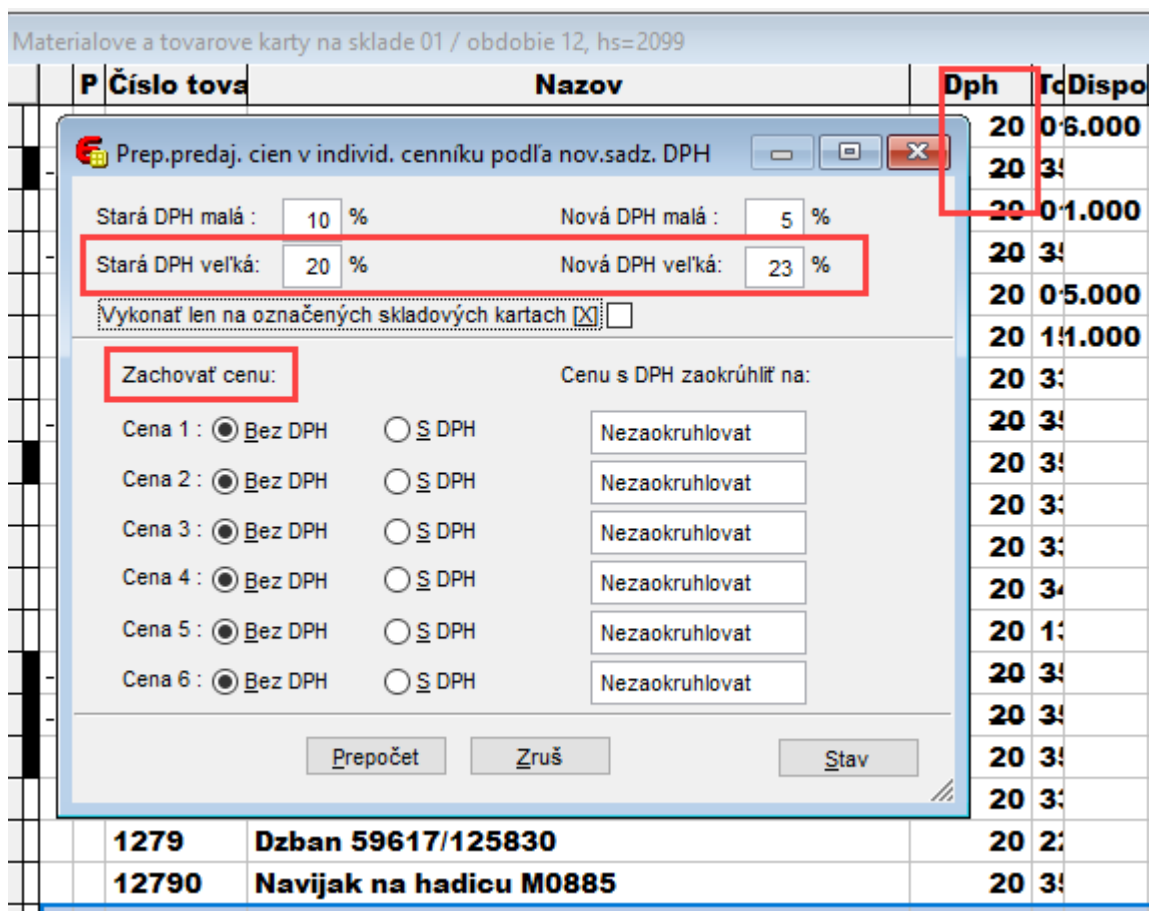 Materialove a tovarove karty na sklade 01 / obdobie 12, hs=2099
P Číslo tova Nazov Dph Dispo
20 6.000
Prep.predaj. cien v individ. cenníku podľa nov.sadz. DPH
20
Stará DPH malá : 10 % Nová DPH malá : 5 %
20 1.000
Stará DPH veľká: 20 % Nová DPH veľká: 23 %
20
20 5.000
Vykonať len na označených skladových kartach [X]
20 1.000
Zachovať cenu: Cenu s DPH zaokrúhliť na:
20
Cena 1 : Bez DPH S DPH Nezaokruhlovat
20
20
Cena 2 : Bez DPH S DPH Nezaokruhlovat
20
Cena 3 : Bez DPH S DPH Nezaokruhlovat
20
Cena 4 : Bez DPH S DPH Nezaokruhlovat
20
Cena 5 : Bez DPH S DPH Nezaokruhlovat
20
Cena 6 : Bez DPH S DPH Nezaokruhlovat
20
20
Prepočet Zruš Stav
20
20
1279 Dzban 59617/125830 20
12790 Navijak na hadicu M0885 20